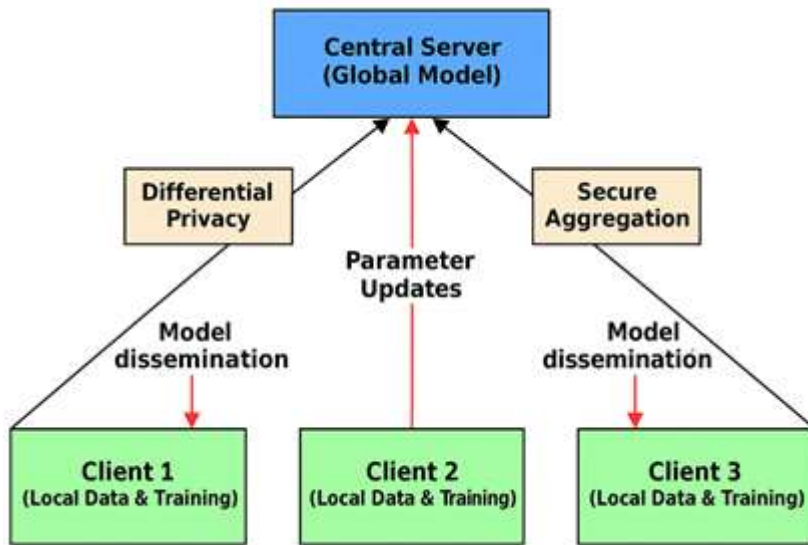 Central Server
(Global Model)
Differential
Privacy
Secure
Aggregation
Parameter
Updates
Model
dissemination
Model
dissemination
Client 1
(Local Data & Training)
Client 2
(Local Data & Training)
Client 3
(Local Data & Training)